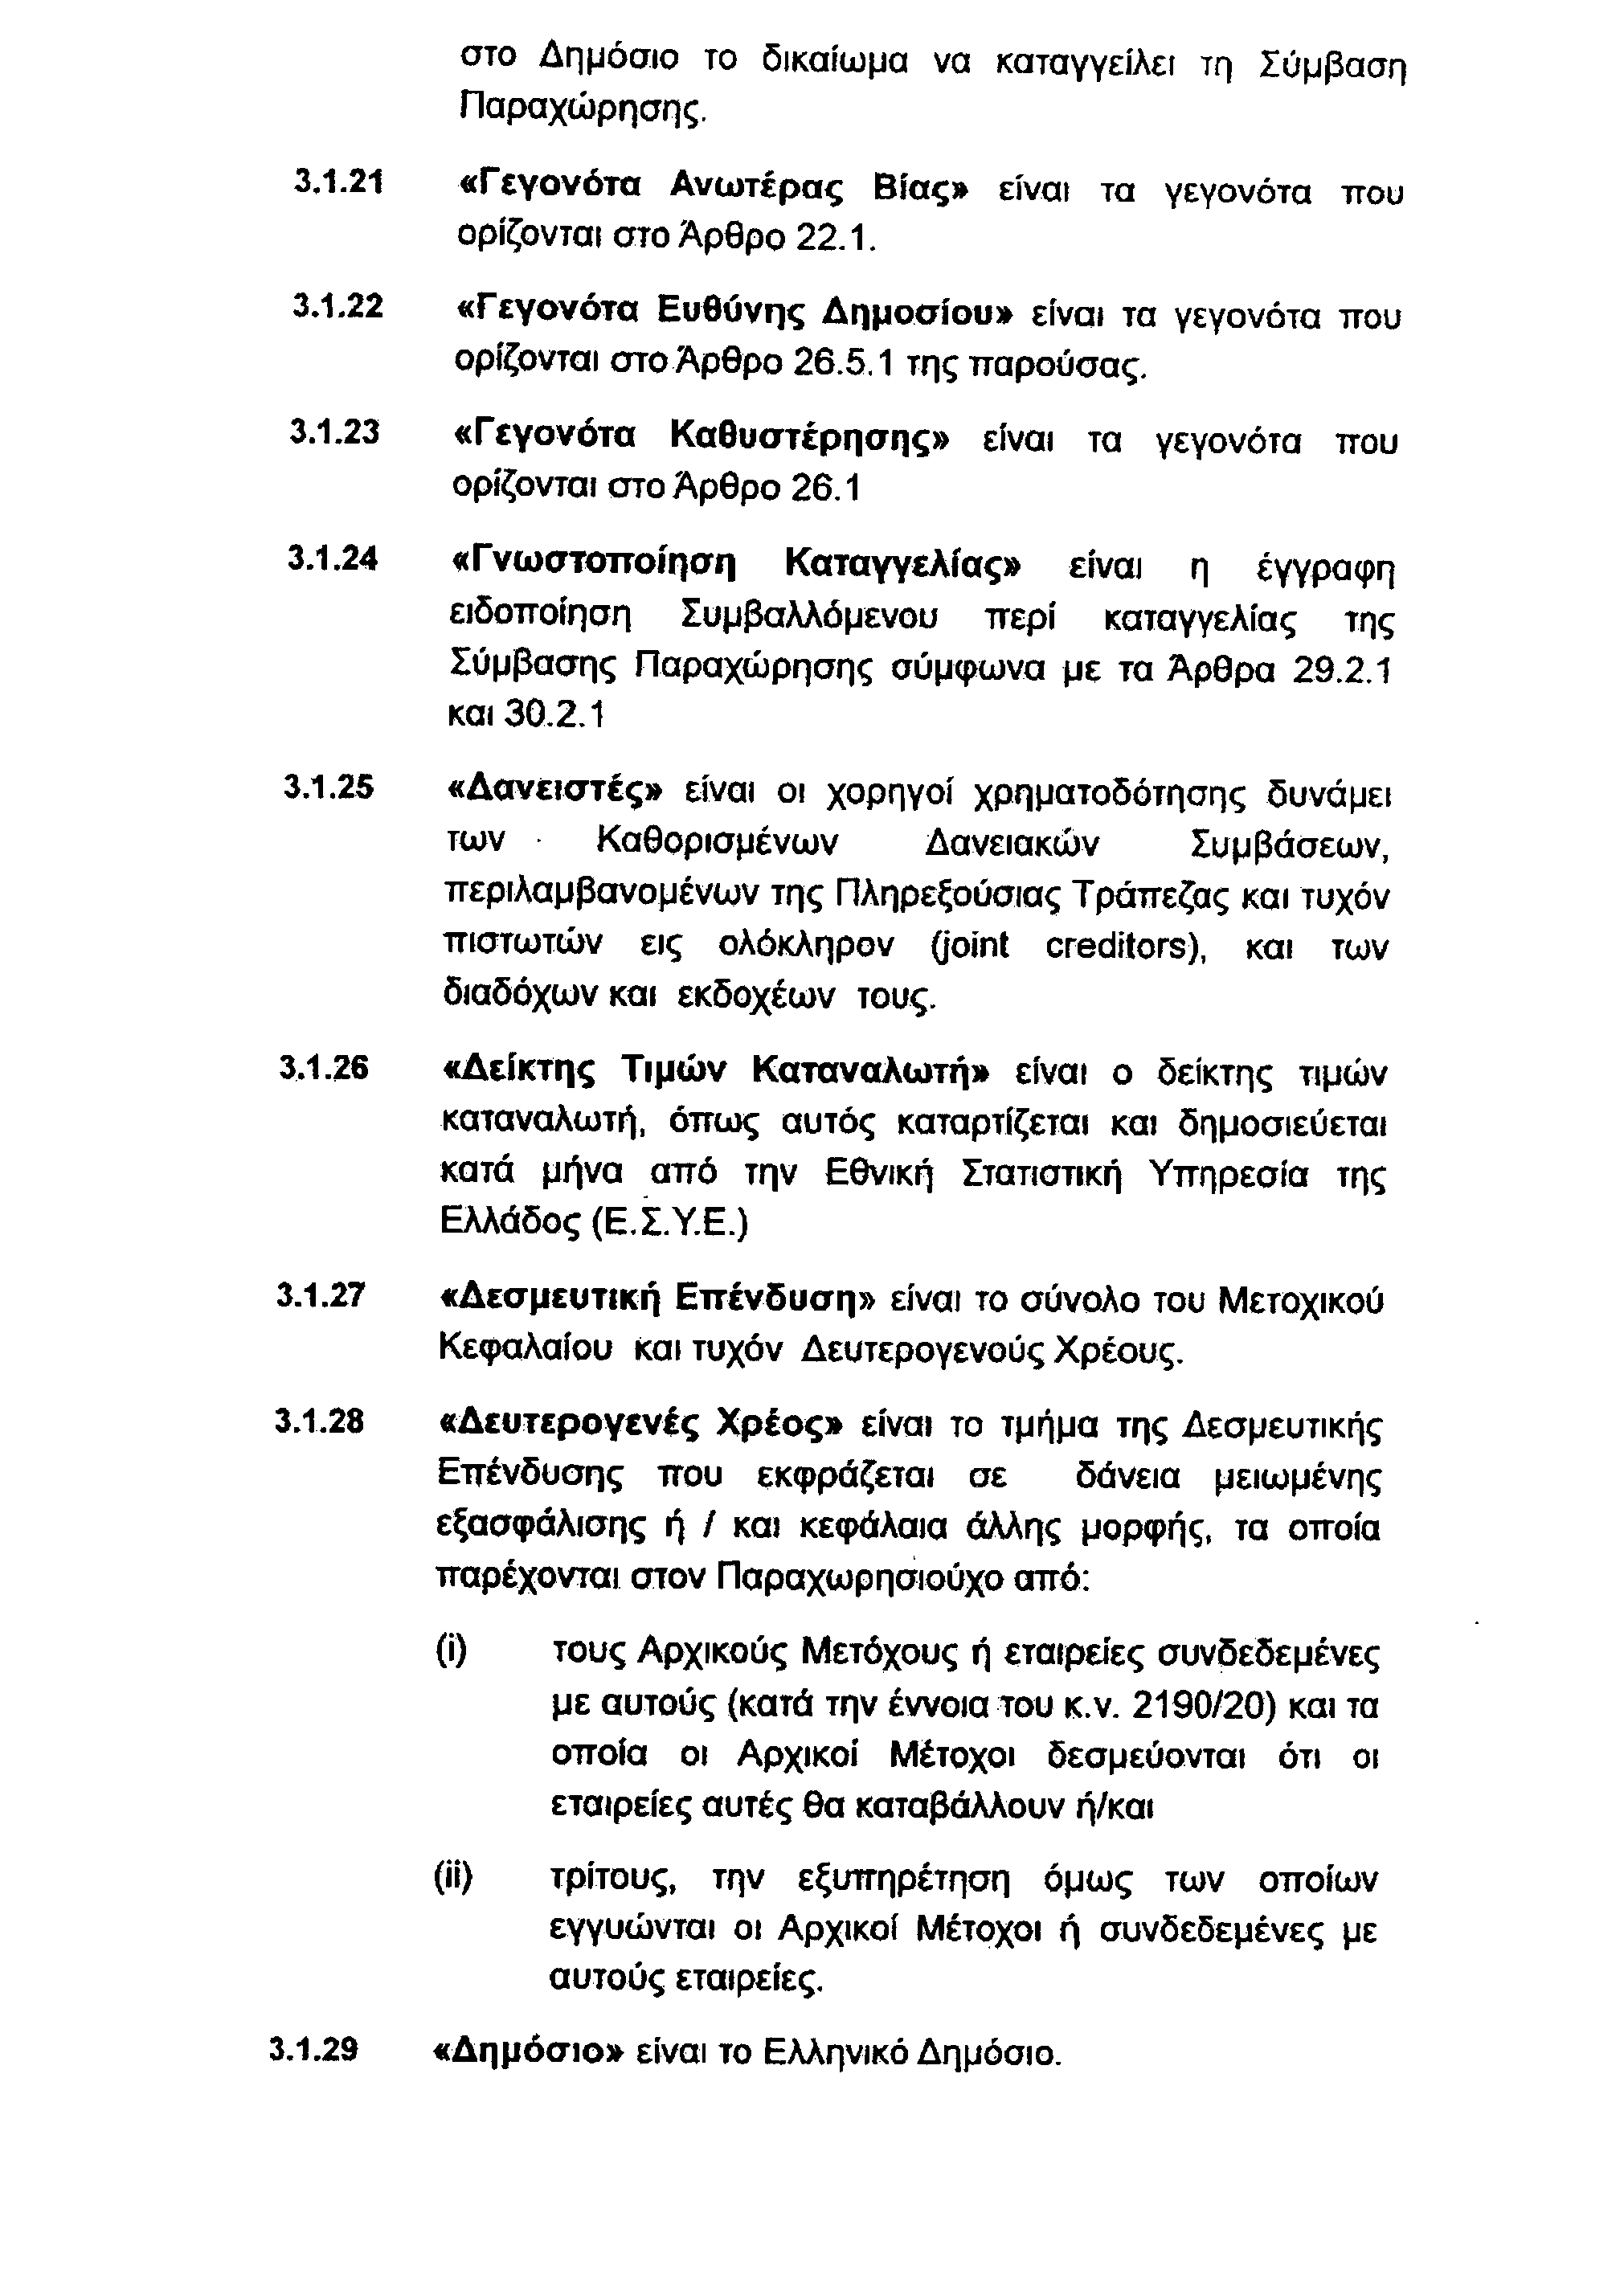 στο Δημόσιο το δικαίωμα να καταγγείλει τη Σύμβαση
Παραχώρησης.
3.1.21 «Γεγονότα Ανωτέρας Βίας» είναι τα γεγονότα που
ορίζονται στο Άρθρο 22.1.
3.1.22 «Γεγονότα Ευθύνης Δημοσίου» είναι τα γεγονότα που
ορίζονται στο Άρθρο 26.5.1 της παρούσας.
3.1.23 «Γεγονότα Καθυστέρησης» είναι τα γεγονότα που
ορίζονται στο Άρθρο 26.1
3.1.24 «Γνωστοποίηση Καταγγελίας» είναι η έγγραφη
ειδοποίηση Συμβαλλόμενου περί καταγγελίας της
Σύμβασης Παραχώρησης σύμφωνα με τα Άρθρα 29.2.1
και 30.2.1
3.1.25 «Δανειστές» είναι οι χορηγοί χρηματοδότησης δυνάμει
των Καθορισμένων Δανειακών Συμβάσεων,
περιλαμβανομένων της Πληρεξούσιας Τράπεζας και τυχόν
πιστωτών εις ολόκληρον (joint creditors), και των
διαδόχων και εκδοχέων τους.
3.1.26 «Δείκτης Τιμών Καταναλωτή» είναι ο δείκτης τιμών
καταναλωτή, όπως αυτός καταρτίζεται και δημοσιεύεται
κατά μήνα από την Εθνική Στατιστική Υπηρεσία της
Ελλάδος (Ε.Σ.Υ.Ε.)
3.1.27 «Δεσμευτική Επένδυση» είναι το σύνολο του Μετοχικού
Κεφαλαίου και τυχόν Δευτερογενούς Χρέους.
3.1.28 «Δευτερογενές Χρέος» είναι το τμήμα της Δεσμευτικής
Επένδυσης που εκφράζεται σε δάνεια μειωμένης
εξασφάλισης ή / και κεφάλαια άλλης μορφής, τα οποία
παρέχονται στον Παραχωρησιούχο από:
(i) τους Αρχικούς Μετόχους ή εταιρείες συνδεδεμένες
με αυτούς (κατά την έννοια του κ.ν. 2190/20) και τα
οποία οι Αρχικοί Μέτοχοι δεσμεύονται ότι οι
εταιρείες αυτές θα καταβάλλουν ή/και
(ii) τρίτους, την εξυπηρέτηση όμως των οποίων
εγγυώνται οι Αρχικοί Μέτοχοι ή συνδεδεμένες με
αυτούς εταιρείες.
3.1.29 «Δημόσιο» είναι το Ελληνικό Δημόσιο.